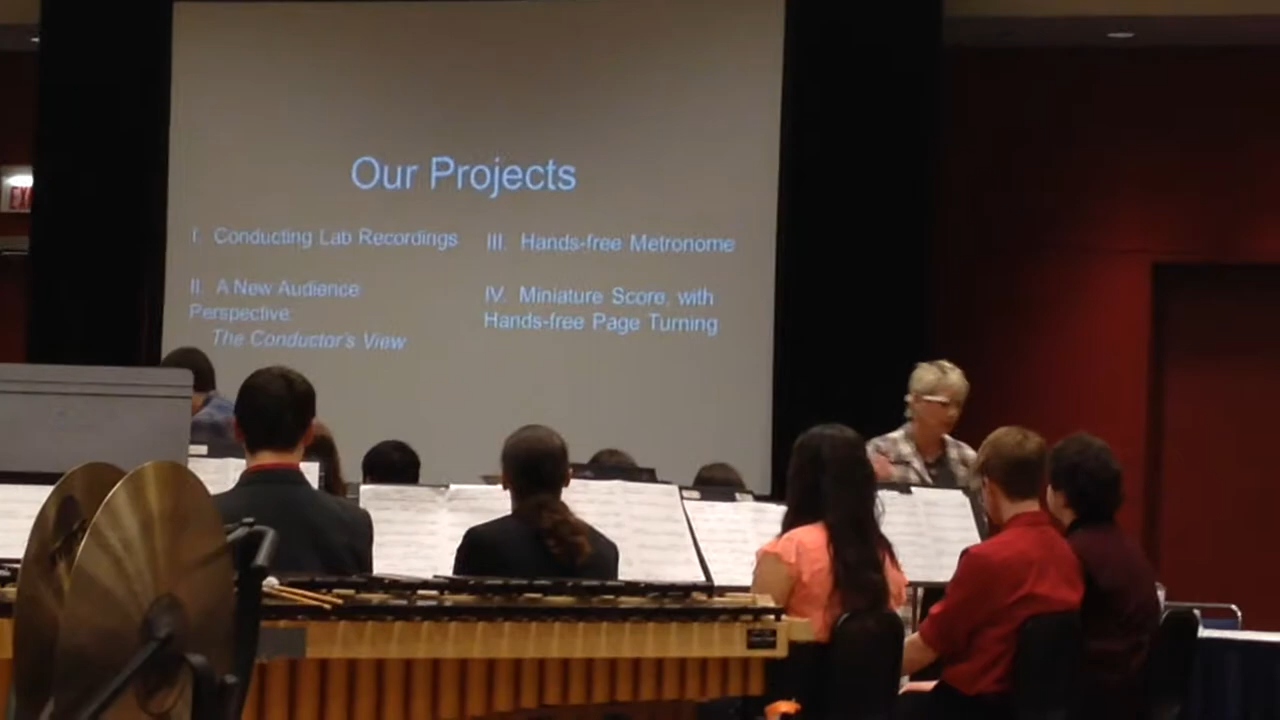 Our Projects
I. Conducting Lab Recordings
II. A New Audience
Perspective:
The Conductor's View
III. Hands-free Metronome
IV. Miniature Score, with
Hands-free Page Turning